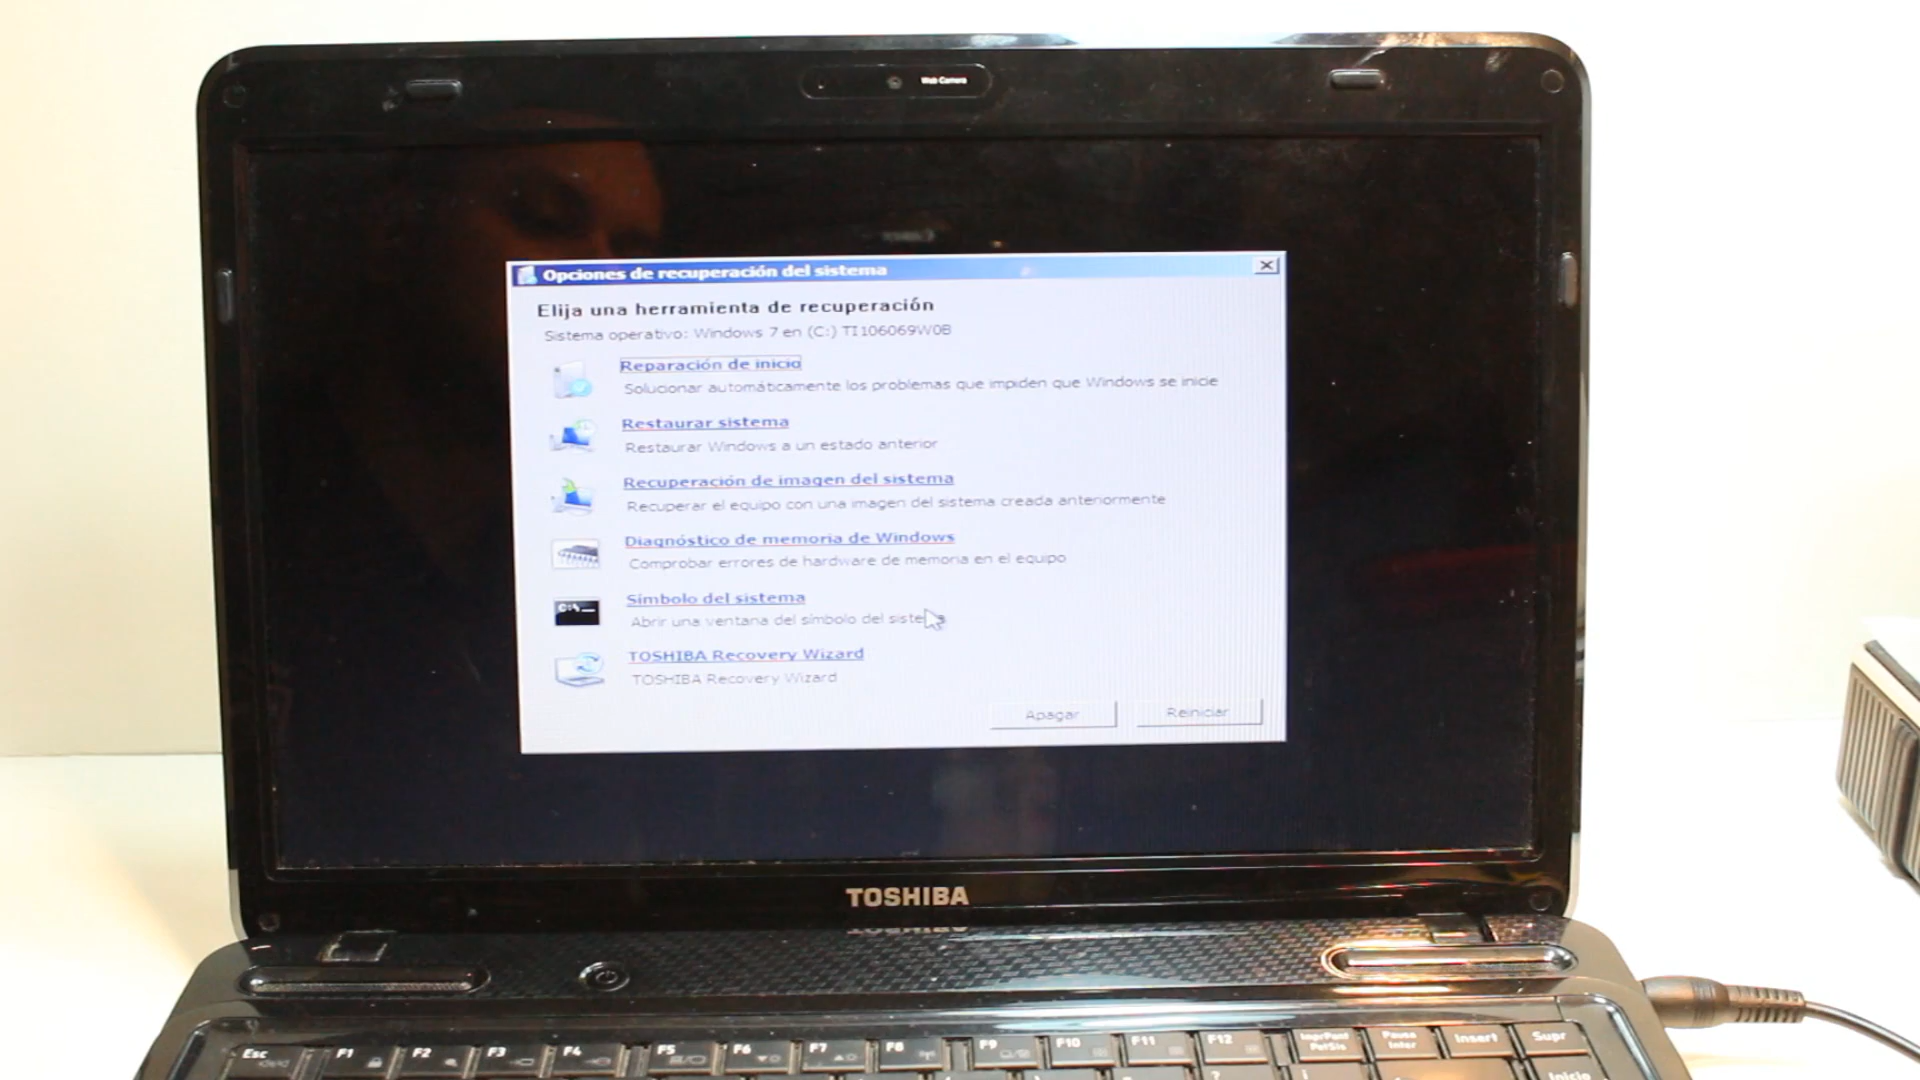 Web Camera
Opciones de recuperación del sistema
Elija una herramienta de recuperación
Sistema operativo: Windows 7 en (C:) TI106069W0B
Reparación de inicio
Solucionar automáticamente los problemas que impiden que Windows se inicie
Restaurar sistema
Restaurar Windows a un estado anterior
Recuperación de imagen del sistema
Recuperar el equipo con una imagen del sistema creada anteriormente
Diagnóstico de memoria de Windows
Comprobar errores de hardware de memoria en el equipo
C:\
Símbolo del sistema
Abrir una ventana del símbolo del sistema
TOSHIBA Recovery Wizard
TOSHIBA Recovery Wizard
Apagar Reiniciar
TOSHIBA
Esc F1 F2 F3 F4 F5 F6 F7 F8 F9 F10 F11 F12 ImprPant PetSis Pausa Inter Insert Supr
Inicio